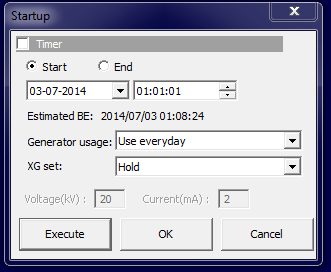 Startup
Timer
Start End
03-07-2014 01:01:01
Estimated BE: 2014/07/03 01:08:24
Generator usage: Use everyday
XG set: Hold
Voltage(kV) : 20 Current(mA) : 2
Execute OK Cancel